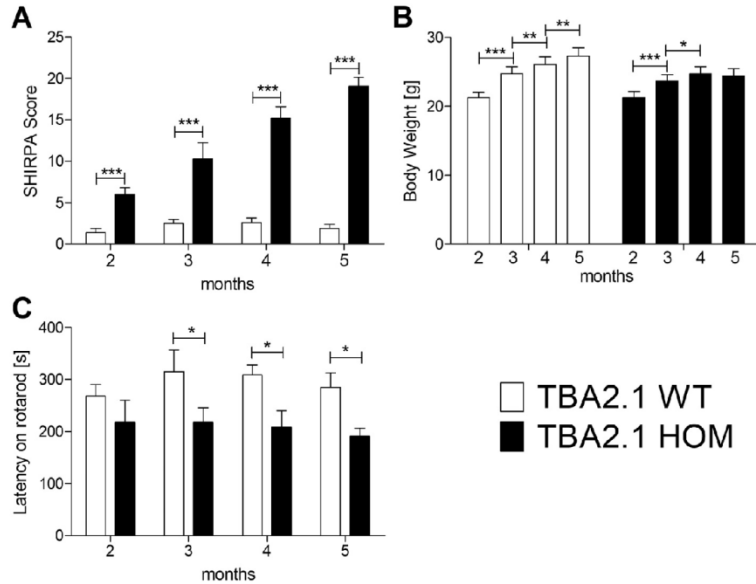 A
SHIRPA Score
25
20
15
10
5
0
***
***
***
***
2 3 4 5
months
B
Body Weight [g]
30
20
10
0
*** ** **
*** *
2 3 4 5 2 3 4 5
months
C
Latency on rotarod [s]
400
300
200
100
0
* * *
2 3 4 5
months
TBA2.1 WT
TBA2.1 HOM